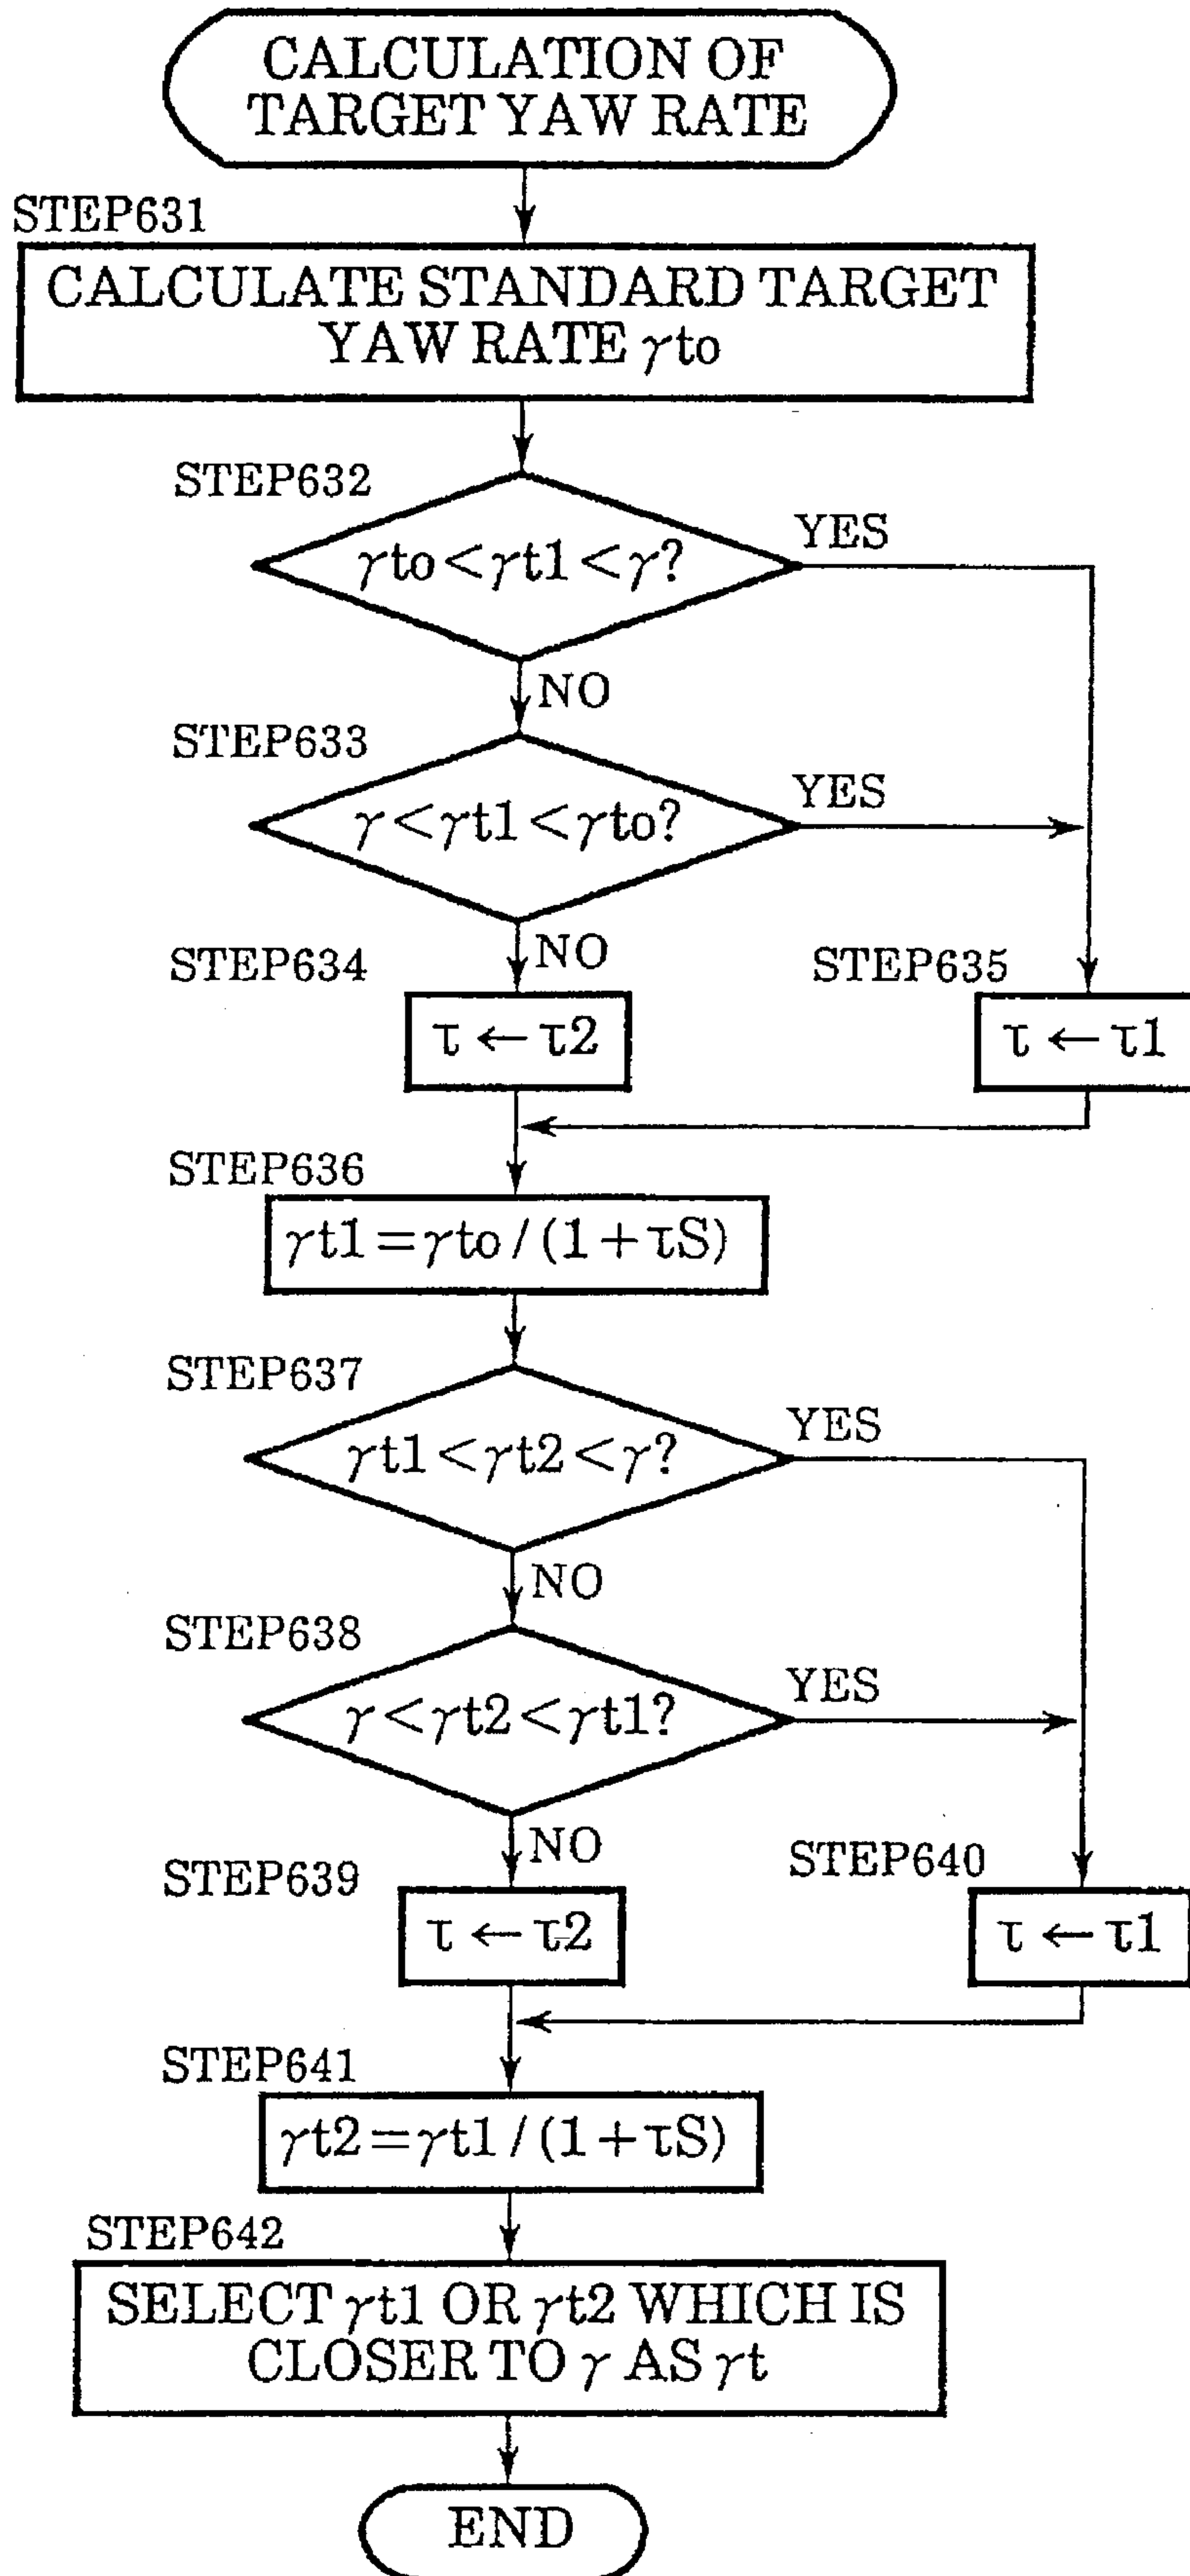 CALCULATION OF
TARGET YAW RATE
STEP631
CALCULATE STANDARD TARGET
YAW RATE γto
STEP632
γto<γt1<γ?
YES
NO
STEP633
γ<γt1<γto?
YES
NO
STEP634
τ ← τ2
STEP635
τ ← τ1
STEP636
γt1=γto/(1+τS)
STEP637
γt1<γt2<γ?
YES
NO
STEP638
γ<γt2<γt1?
YES
NO
STEP639
τ ← τ2
STEP640
τ ← τ1
STEP641
γt2=γt1/(1+τS)
STEP642
SELECT γt1 OR γt2 WHICH IS
CLOSER TO γ AS γt
END